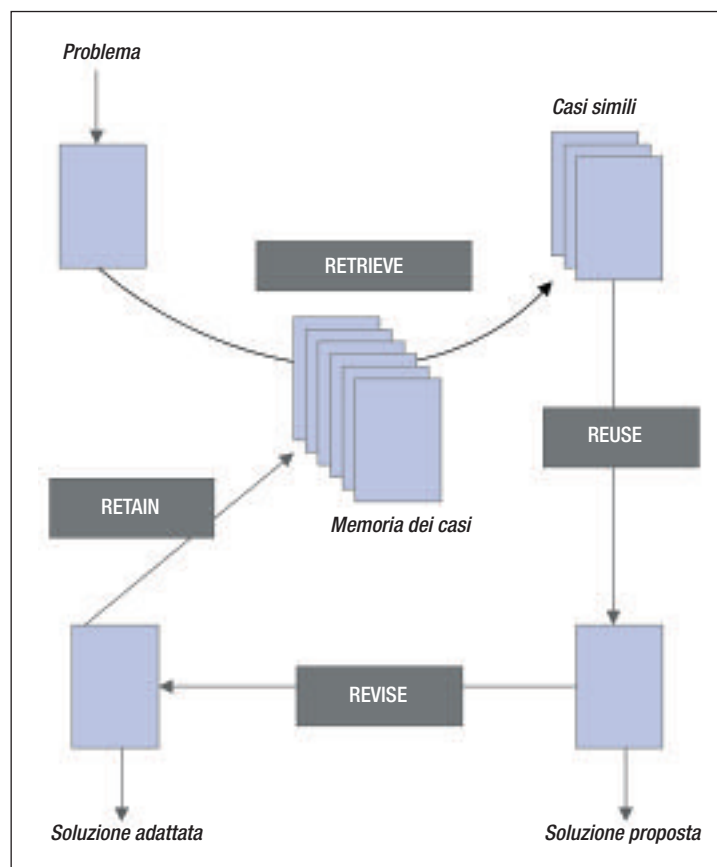 Problema
Casi simili
RETRIEVE
REUSE
RETAIN
Memoria dei casi
REVISE
Soluzione adattata
Soluzione proposta